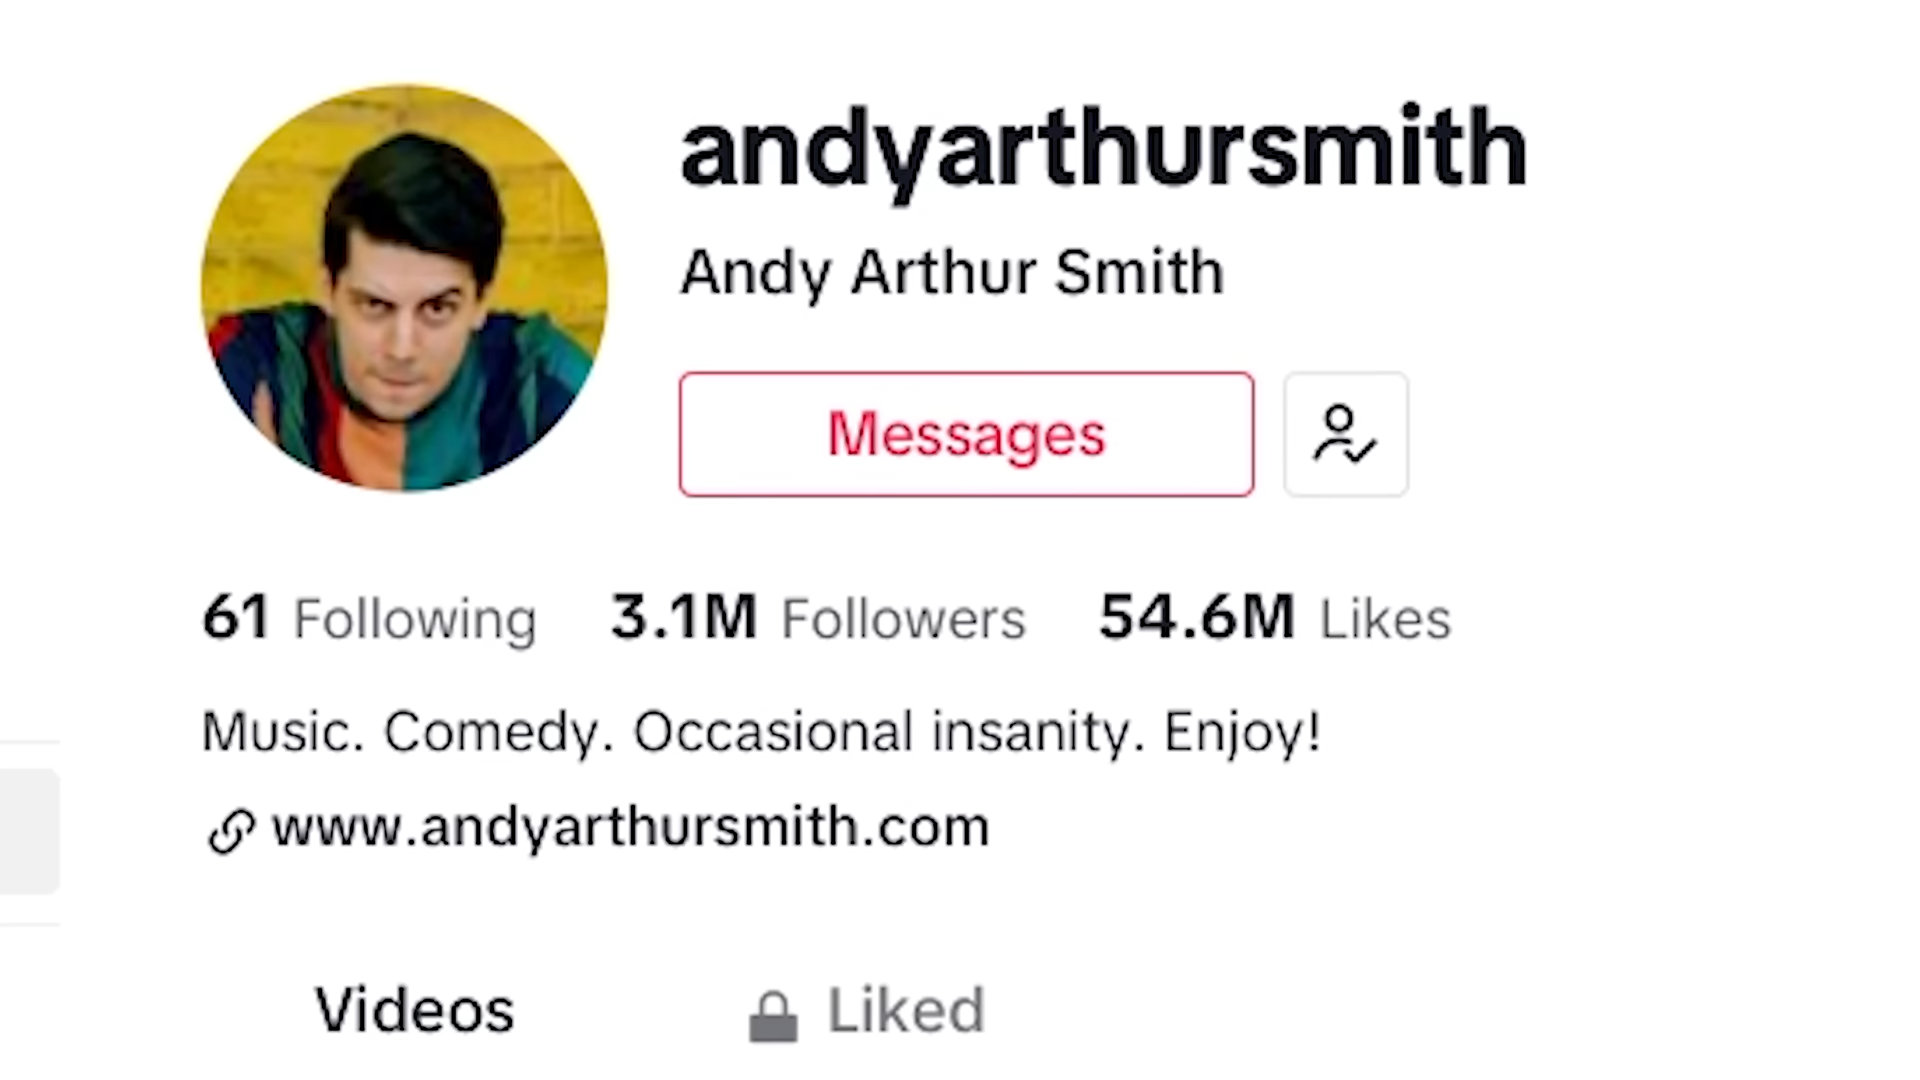 andyarthursmith
Andy Arthur Smith
Messages
61 Following 3.1M Followers 54.6M Likes
Music. Comedy. Occasional insanity. Enjoy!
www.andyarthursmith.com
Videos Liked